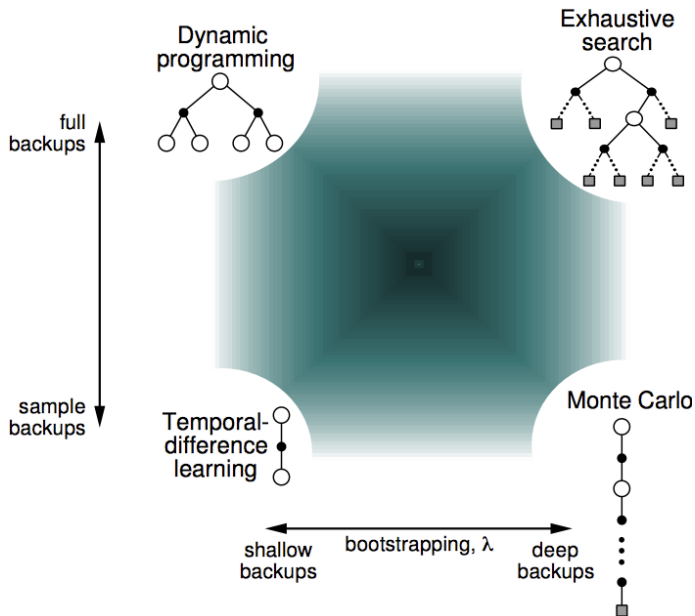 Dynamic
programming
Exhaustive
search
full
backups
sample
backups
Temporal-
difference
learning
Monte Carlo
shallow
backups
bootstrapping, λ
deep
backups